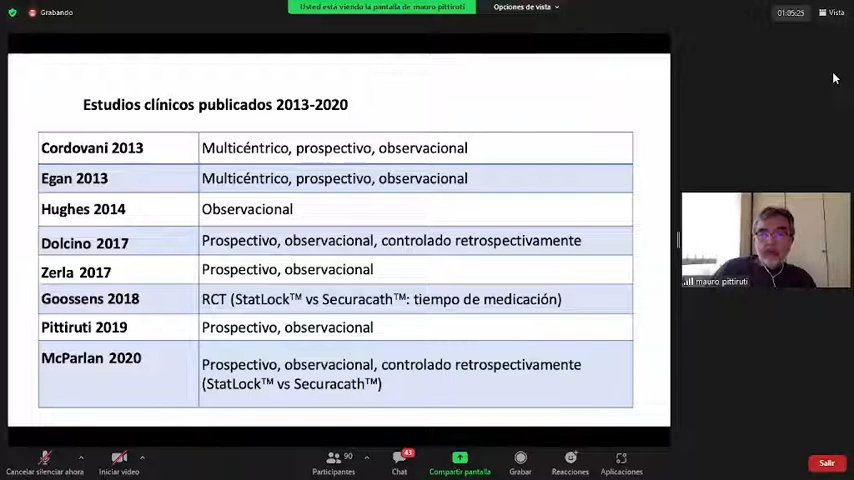 Grabando
Usted está viendo la pantalla de mauro pittiruti
Opciones de vista
01:05:25
Vista
Estudios clínicos publicados 2013-2020
Cordovani 2013 Multicéntrico, prospectivo, observacional
Egan 2013 Multicéntrico, prospectivo, observacional
Hughes 2014 Observacional
Dolcino 2017 Prospectivo, observacional, controlado retrospectivamente
Zerla 2017 Prospectivo, observacional
Goossens 2018 RCT (StatLock™ vs Securacath™: tiempo de medicación)
Pittiruti 2019 Prospectivo, observacional
McParlan 2020 Prospectivo, observacional, controlado retrospectivamente
(StatLock™ vs Securacath™)
mauro pittiruti
Cancelar silenciar ahora
Iniciar video
90
Participantes
43
Chat
Compartir pantalla
Grabar
Reacciones
Aplicaciones
Salir